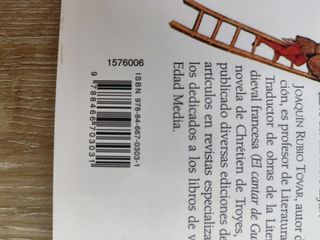 JOAQUÍN RUBIO TOVAR, autor d
ción, es profesor de Literatura
Traductor de obras de la Liter
dieval francesa (El cantar de Gu
novela de Chrétien de Troyes,
publicado diversas ediciones de
artículos en revistas especializa
los dedicados a los libros de v
Edad Media.
1576006
ISBN 978-84-667-0303-1
9 788466 703031